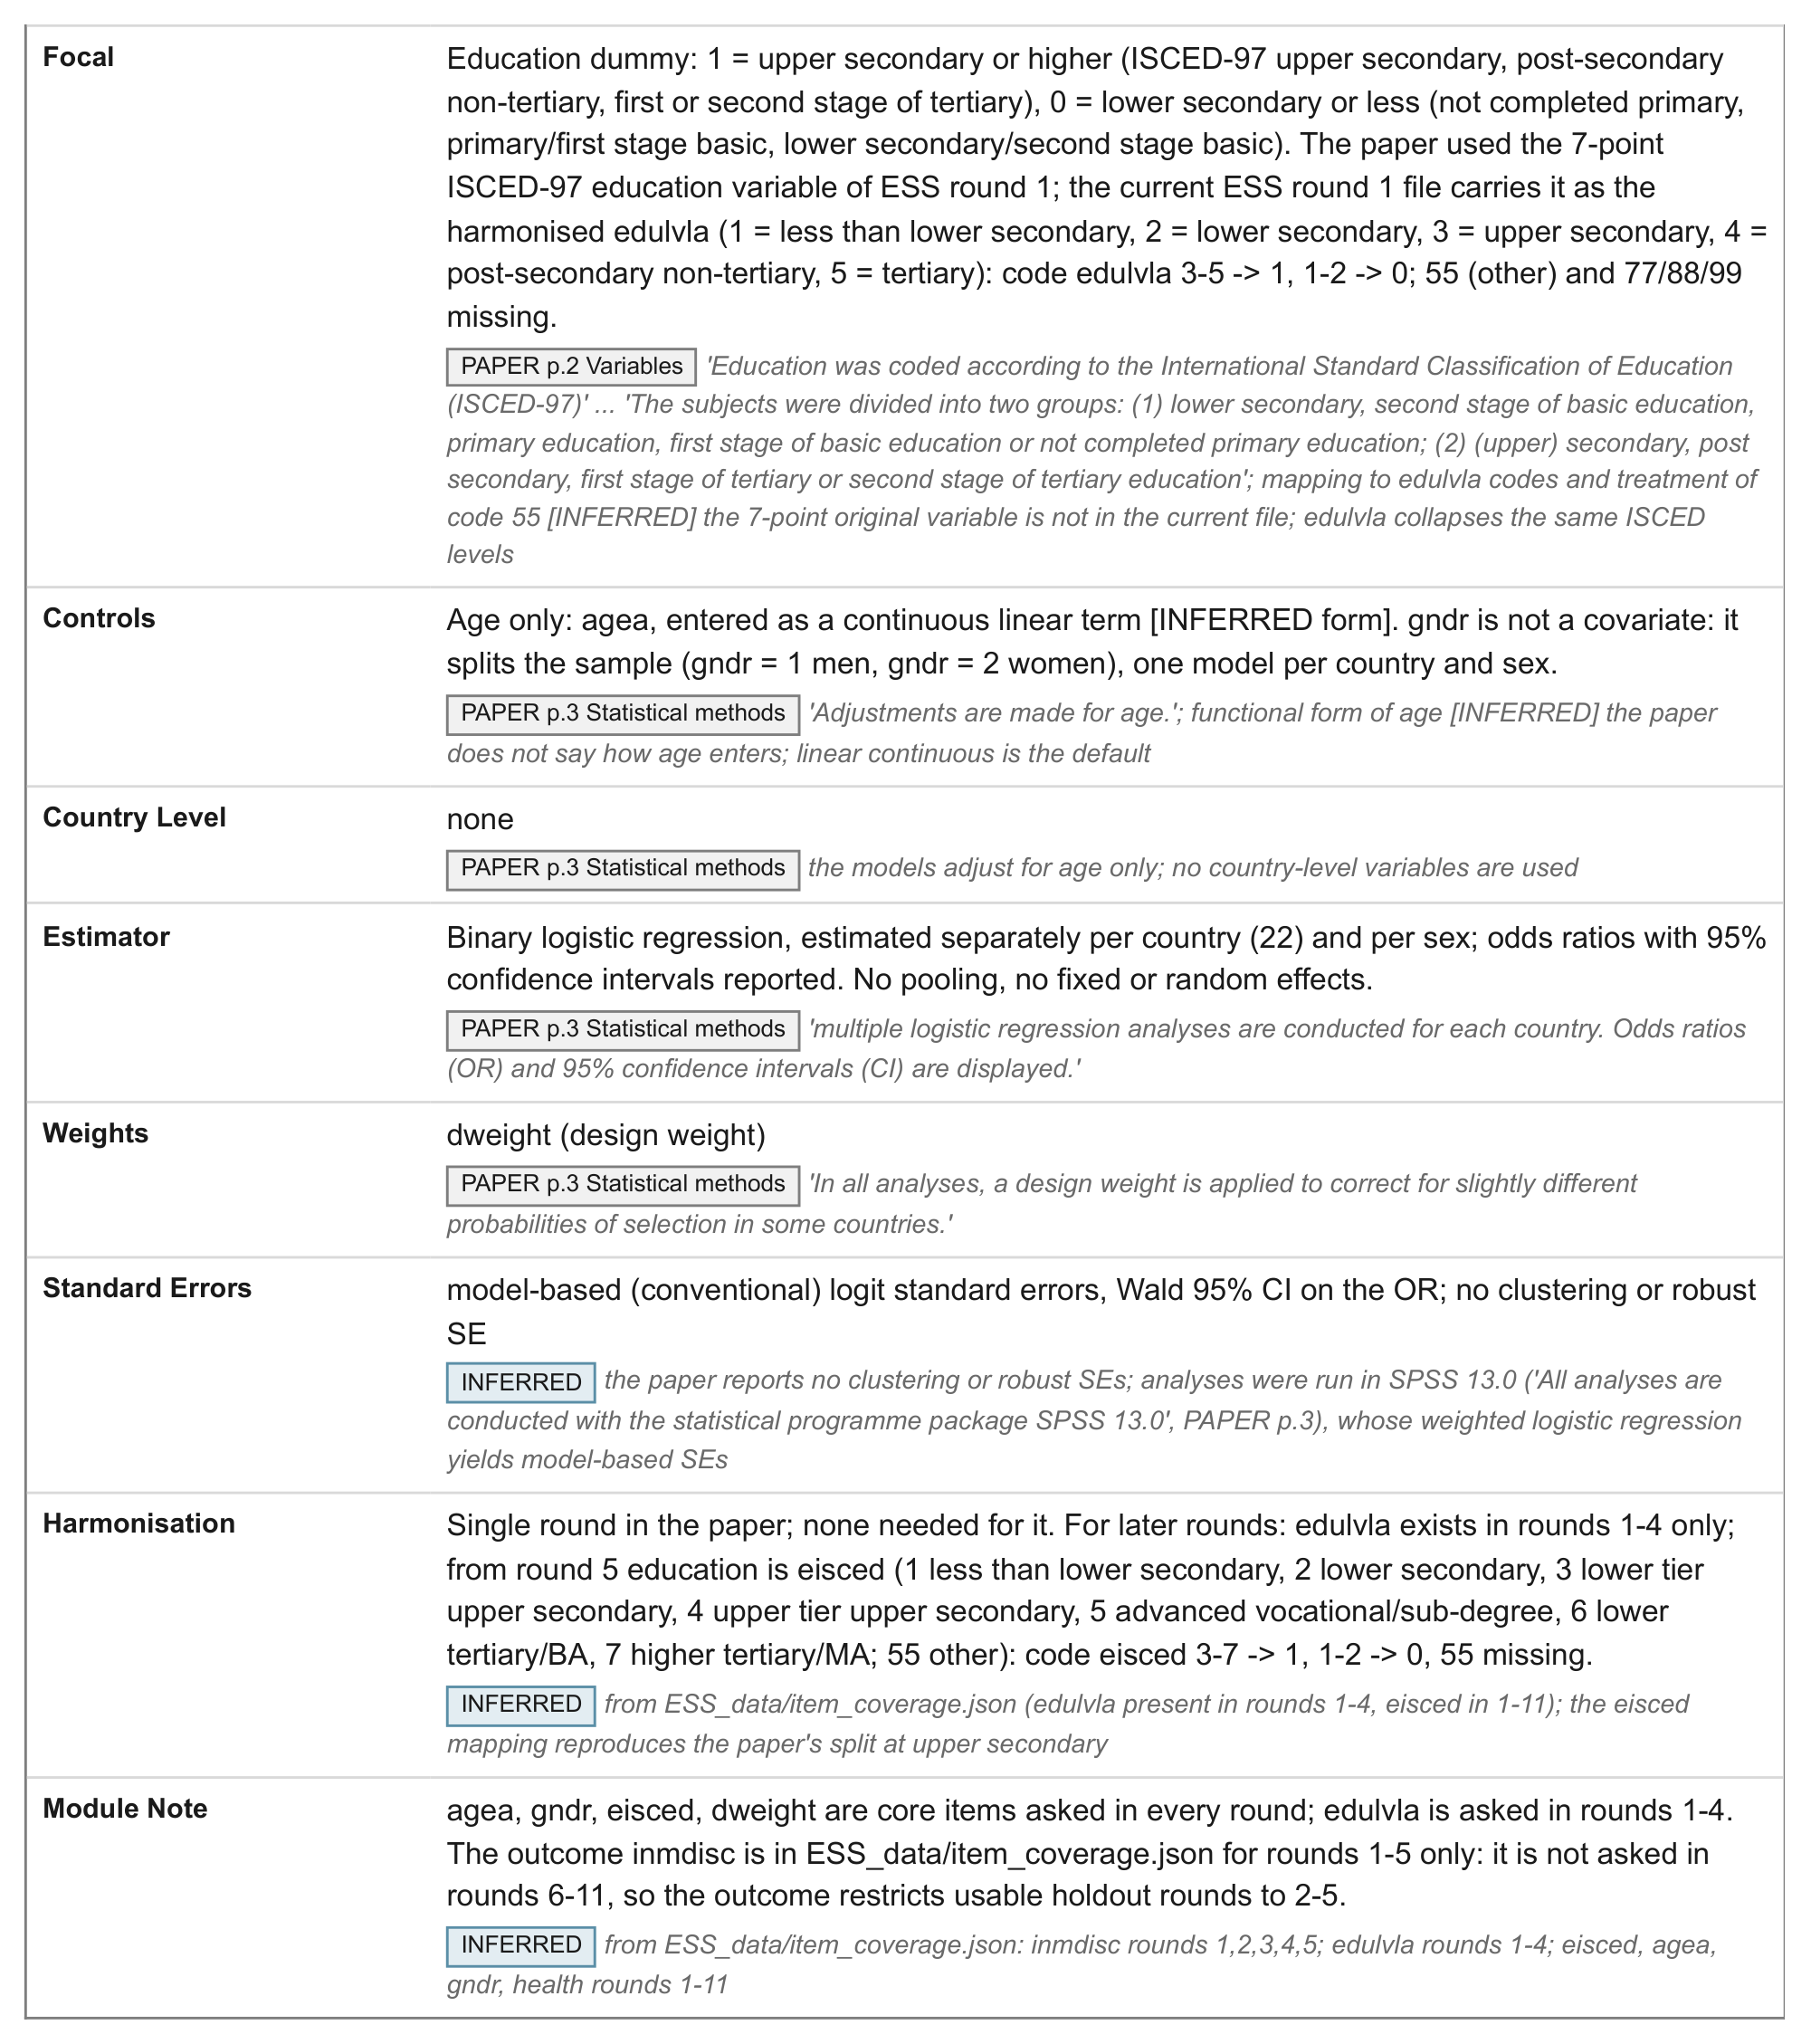 Focal
Education dummy: 1 = upper secondary or higher (ISCED-97 upper secondary, post-secondary
non-tertiary, first or second stage of tertiary), 0 = lower secondary or less (not completed primary,
primary/first stage basic, lower secondary/second stage basic). The paper used the 7-point
ISCED-97 education variable of ESS round 1; the current ESS round 1 file carries it as the
harmonised edulvla (1 = less than lower secondary, 2 = lower secondary, 3 = upper secondary, 4 =
post-secondary non-tertiary, 5 = tertiary): code edulvla 3-5 -> 1, 1-2 -> 0; 55 (other) and 77/88/99
missing.
PAPER p.2 Variables 'Education was coded according to the International Standard Classification of Education
(ISCED-97)' ... 'The subjects were divided into two groups: (1) lower secondary, second stage of basic education,
primary education, first stage of basic education or not completed primary education; (2) (upper) secondary, post
secondary, first stage of tertiary or second stage of tertiary education'; mapping to edulvla codes and treatment of
code 55 [INFERRED] the 7-point original variable is not in the current file; edulvla collapses the same ISCED
levels
Controls
Age only: agea, entered as a continuous linear term [INFERRED form]. gndr is not a covariate: it
splits the sample (gndr = 1 men, gndr = 2 women), one model per country and sex.
PAPER p.3 Statistical methods 'Adjustments are made for age.'; functional form of age [INFERRED] the paper
does not say how age enters; linear continuous is the default
Country Level
none
PAPER p.3 Statistical methods the models adjust for age only; no country-level variables are used
Estimator
Binary logistic regression, estimated separately per country (22) and per sex; odds ratios with 95%
confidence intervals reported. No pooling, no fixed or random effects.
PAPER p.3 Statistical methods 'multiple logistic regression analyses are conducted for each country. Odds ratios
(OR) and 95% confidence intervals (CI) are displayed.'
Weights
dweight (design weight)
PAPER p.3 Statistical methods 'In all analyses, a design weight is applied to correct for slightly different
probabilities of selection in some countries.'
Standard Errors
model-based (conventional) logit standard errors, Wald 95% CI on the OR; no clustering or robust
SE
INFERRED the paper reports no clustering or robust SEs; analyses were run in SPSS 13.0 ('All analyses are
conducted with the statistical programme package SPSS 13.0', PAPER p.3), whose weighted logistic regression
yields model-based SEs
Harmonisation
Single round in the paper; none needed for it. For later rounds: edulvla exists in rounds 1-4 only;
from round 5 education is eisced (1 less than lower secondary, 2 lower secondary, 3 lower tier
upper secondary, 4 upper tier upper secondary, 5 advanced vocational/sub-degree, 6 lower
tertiary/BA, 7 higher tertiary/MA; 55 other): code eisced 3-7 -> 1, 1-2 -> 0, 55 missing.
INFERRED from ESS_data/item_coverage.json (edulvla present in rounds 1-4, eisced in 1-11); the eisced
mapping reproduces the paper's split at upper secondary
Module Note
agea, gndr, eisced, dweight are core items asked in every round; edulvla is asked in rounds 1-4.
The outcome inmdisc is in ESS_data/item_coverage.json for rounds 1-5 only: it is not asked in
rounds 6-11, so the outcome restricts usable holdout rounds to 2-5.
INFERRED from ESS_data/item_coverage.json: inmdisc rounds 1,2,3,4,5; edulvla rounds 1-4; eisced, agea,
gndr, health rounds 1-11